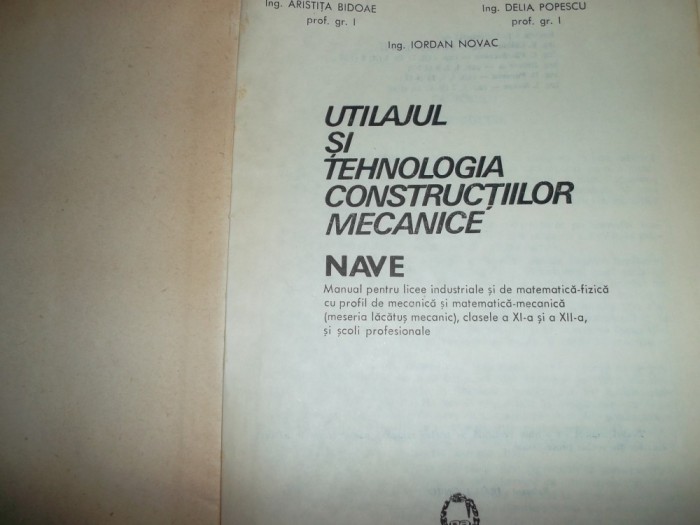 Ing. ARISTIȚA BIDOAE
prof. gr. I
Ing. DELIA POPESCU
prof. gr. I
Ing. IORDAN NOVAC
UTILAJUL
ȘI
TEHNOLOGIA
CONSTRUCȚIILOR
MECANICE
NAVE
Manual pentru licee industriale și de matematică-fizică
cu profil de mecanică și matematică-mecanică
(meseria lăcătuș mecanic), clasele a XI-a și a XII-a,
și școli profesionale